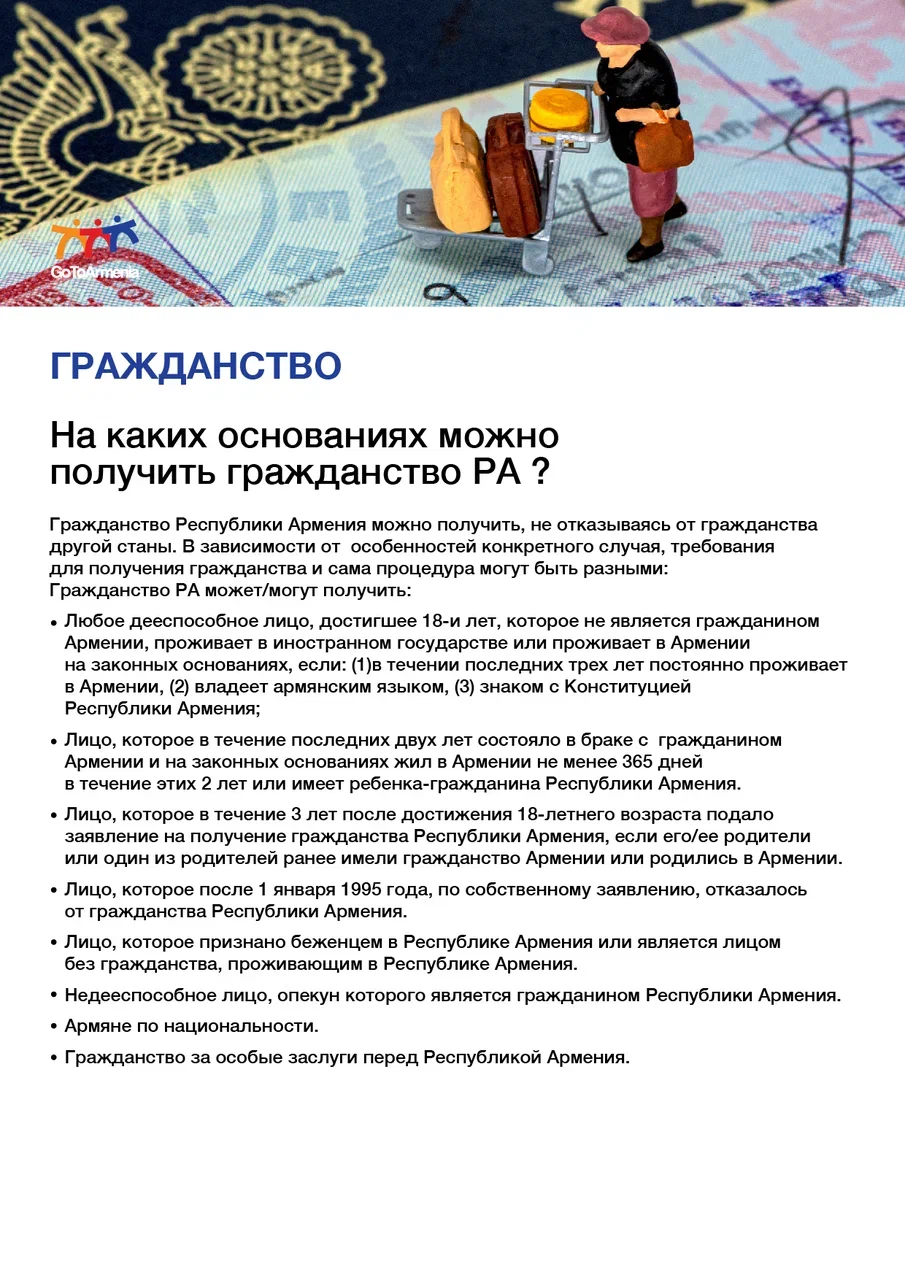 Endrées
GoToArmenia
ГРАЖДАНСТВО
На каких основаниях можно
получить гражданство РА ?
Гражданство Республики Армения можно получить, не отказываясь от гражданства
другой станы. В зависимости от особенностей конкретного случая, требования
для получения гражданства и сама процедура могут быть разными:
Гражданство РА может/могут получить:
• Любое дееспособное лицо, достигшее 18-и лет, которое не является гражданином
Армении, проживает в иностранном государстве или проживает в Армении
на законных основаниях, если: (1)в течении последних трех лет постоянно проживает
в Армении, (2) владеет армянским языком, (3) знаком с Конституцией
Республики Армения;
• Лицо, которое в течение последних двух лет состояло в браке с гражданином
Армении и на законных основаниях жил в Армении не менее 365 дней
в течение этих 2 лет или имеет ребенка-гражданина Республики Армения.
• Лицо, которое в течение 3 лет после достижения 18-летнего возраста подало
заявление на получение гражданства Республики Армения, если его/ее родители
или один из родителей ранее имели гражданство Армении или родились в Армении.
• Лицо, которое после 1 января 1995 года, по собственному заявлению, отказалось
от гражданства Республики Армения.
• Лицо, которое признано беженцем в Республике Армения или является лицом
без гражданства, проживающим в Республике Армения.
• Недееспособное лицо, опекун которого является гражданином Республики Армения.
• Армяне по национальности.
• Гражданство за особые заслуги перед Республикой Армения.